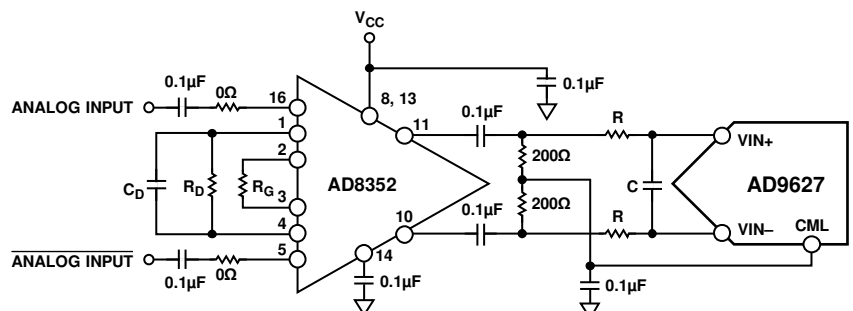 VCC
0.1µF
0Ω
0.1µF
ANALOG INPUT
16
8, 13
1
11
0.1µF
R
2
VIN+
200Ω
CD
RD
RG
AD8352
C
AD9627
3
200Ω
0.1µF
4
10
R
VIN–
CML
ANALOG INPUT
5
14
0.1µF
0Ω
0.1µF
0.1µF